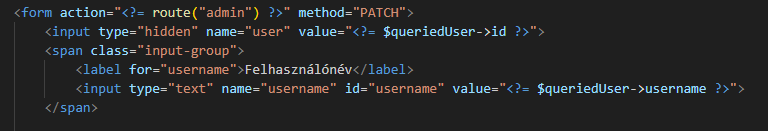 <form action="<?= route("admin") ?>" method="PATCH">
<input type="hidden" name="user" value="<?= $queriedUser->id ?>">
<span class="input-group">
<label for="username">Felhasználónév</label>
<input type="text" name="username" id="username" value="<?= $queriedUser->username ?>">
</span>